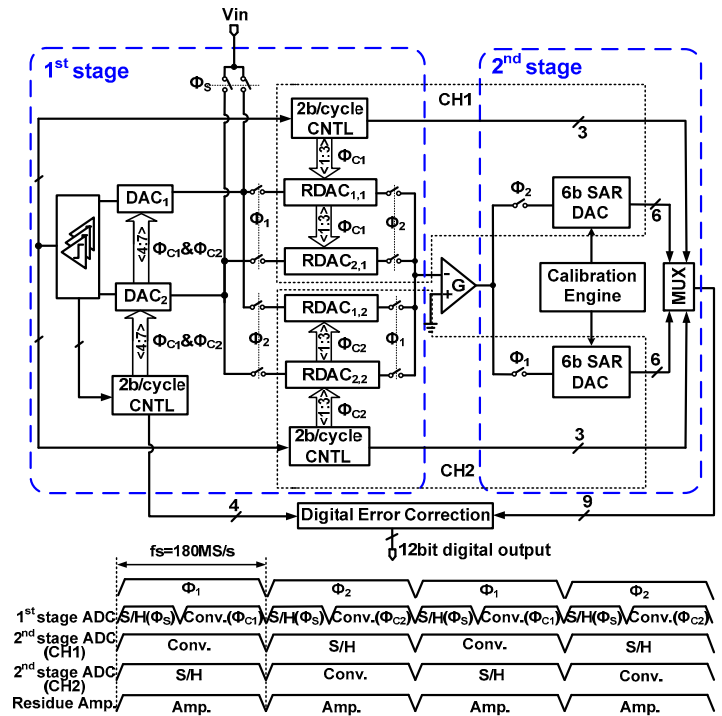 Vin
1st stage
2nd stage
ΦS
CH1
2b/cycle
CNTL
3
<1:3>
ΦC1
DAC1
RDAC1,1
Φ1
<1:3>
ΦC1
Φ2
Φ2
6b SAR
DAC
6
<4:7>
ΦC1&ΦC2
RDAC2,1
-
+
G
Calibration
Engine
MUX
DAC2
RDAC1,2
<4:7>
ΦC1&ΦC2
Φ2
<1:3>
ΦC2
Φ1
Φ1
6b SAR
DAC
6
RDAC2,2
2b/cycle
CNTL
<1:3>
ΦC2
2b/cycle
CNTL
3
CH2
4
Digital Error Correction
9
12bit digital output
fs=180MS/s
Φ1
Φ2
Φ1
Φ2
1st stage ADC
S/H(ΦS)
Conv.(ΦC1)
S/H(ΦS)
Conv.(ΦC2)
S/H(ΦS)
Conv.(ΦC1)
S/H(ΦS)
Conv.(ΦC2)
2nd stage ADC
(CH1)
Conv.
S/H
Conv.
S/H
2nd stage ADC
(CH2)
S/H
Conv.
S/H
Conv.
Residue Amp.
Amp.
Amp.
Amp.
Amp.